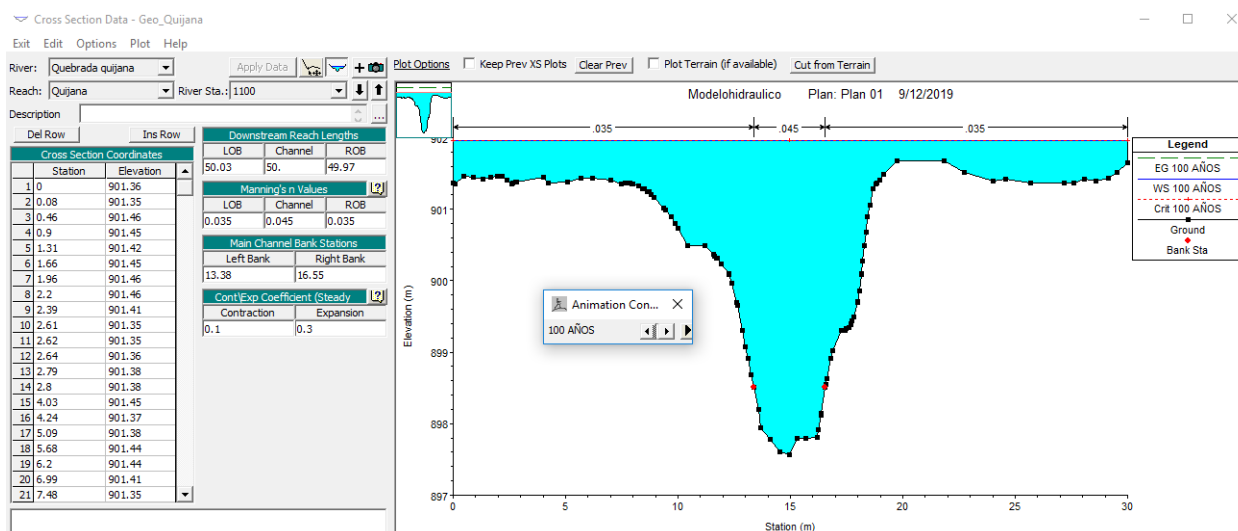 Cross Section Data - Geo_Quijana
Exit Edit Options Plot Help
River: Quebrada quijana Apply Data
Reach: Quijana River Sta.: 1100
Description ...
Del Row Ins Row
Cross Section Coordinates
Station Elevation
1 0 901.36
2 0.08 901.35
3 0.46 901.46
4 0.9 901.45
5 1.31 901.42
6 1.66 901.45
7 1.96 901.46
8 2.2 901.46
9 2.39 901.41
10 2.61 901.35
11 2.62 901.35
12 2.64 901.36
13 2.79 901.38
14 2.8 901.38
15 4.03 901.45
16 4.24 901.37
17 5.09 901.38
18 5.68 901.44
19 6.2 901.44
20 6.99 901.41
21 7.48 901.35
Downstream Reach Lengths
LOB Channel ROB
50.03 50. 49.97
Manning's n Values ?
LOB Channel ROB
0.035 0.045 0.035
Main Channel Bank Stations
Left Bank Right Bank
13.38 16.55
Cont\Exp Coefficient (Steady ?
Contraction Expansion
0.1 0.3
Plot Options Keep Prev XS Plots Clear Prev Plot Terrain (if available) Cut from Terrain
Modelohidraulico Plan: Plan 01 9/12/2019
.035 .045 .035
902
901
900
899
898
897
Elevation (m)
0 5 10 15 20 25 30
Station (m)
Legend
EG 100 AÑOS
WS 100 AÑOS
Crit 100 AÑOS
Ground
Bank Sta
Animation Con...
100 AÑOS